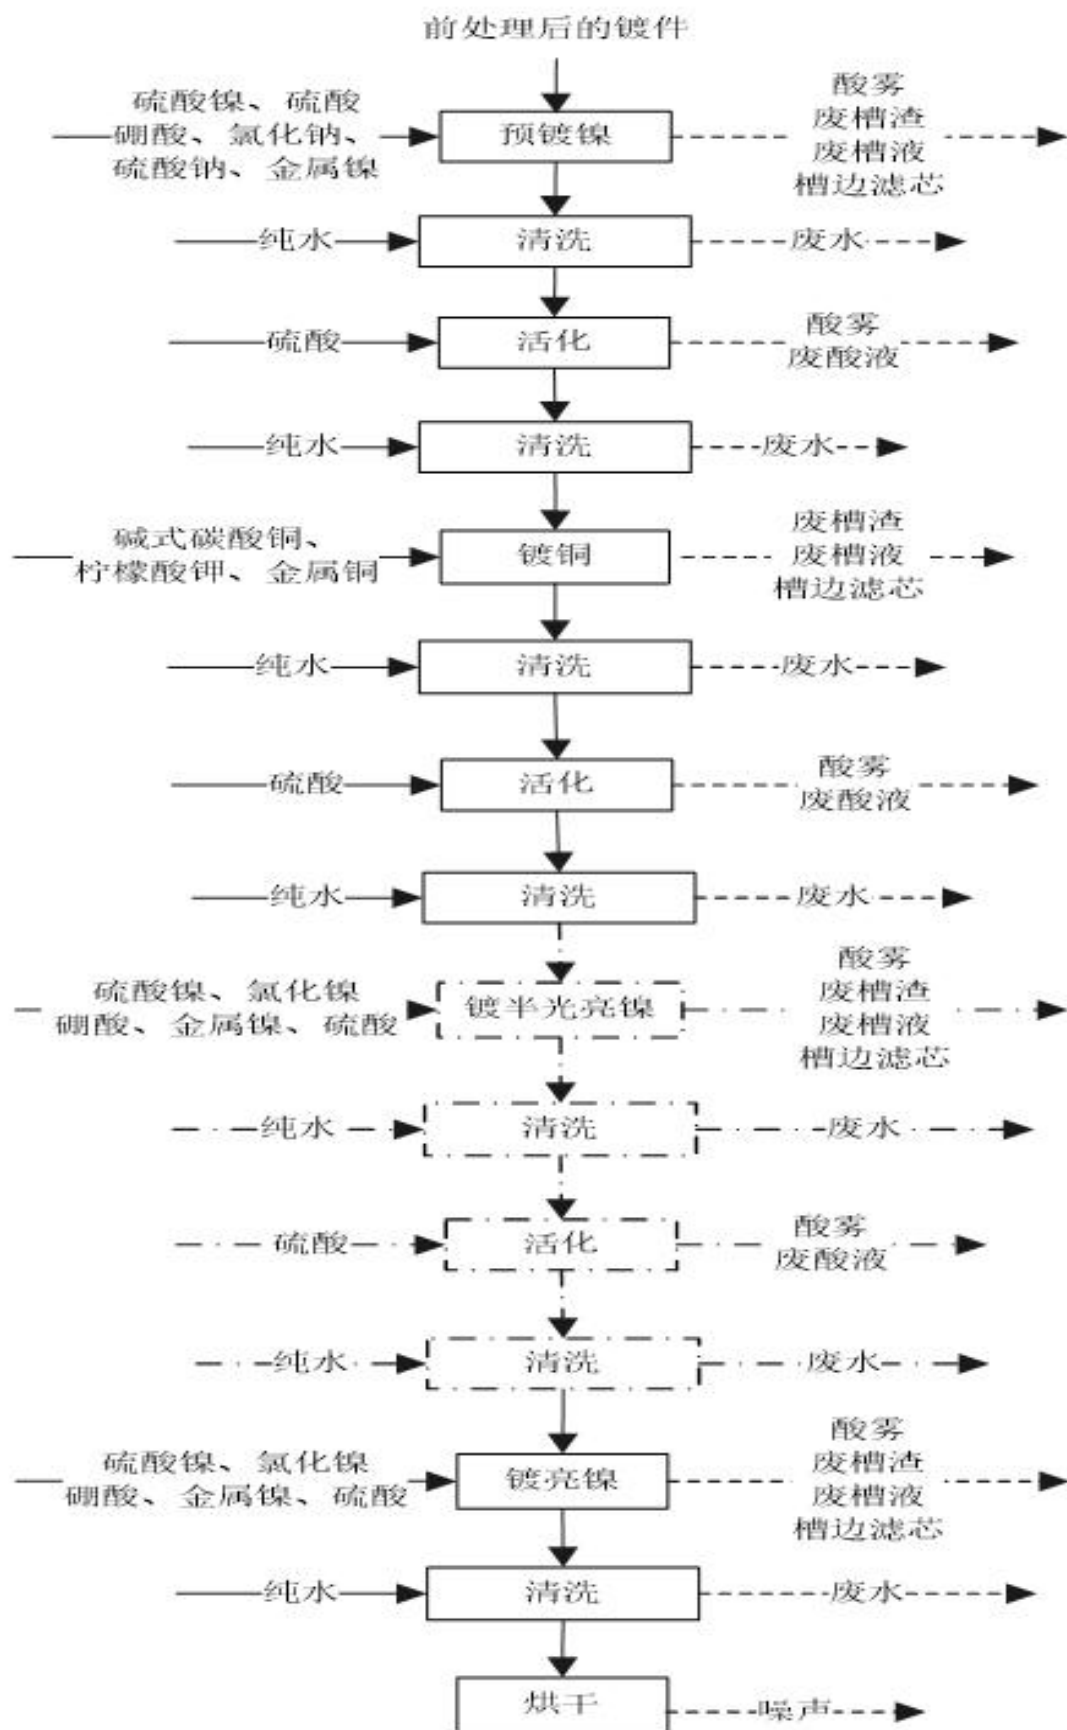 前处理后的镀件
硫酸镍、硫酸
硼酸、氯化钠、
硫酸钠、金属镍
预镀镍
酸雾
废槽渣
废槽液
槽边滤芯
纯水
清洗
废水
硫酸
活化
酸雾
废酸液
纯水
清洗
废水
碱式碳酸铜、
柠檬酸钾、金属铜
镀铜
废槽渣
废槽液
槽边滤芯
纯水
清洗
废水
硫酸
活化
酸雾
废酸液
纯水
清洗
废水
硫酸镍、氯化镍
硼酸、金属镍、硫酸
镀半光亮镍
酸雾
废槽渣
废槽液
槽边滤芯
纯水
清洗
废水
硫酸
活化
酸雾
废酸液
纯水
清洗
废水
硫酸镍、氯化镍
硼酸、金属镍、硫酸
镀亮镍
酸雾
废槽渣
废槽液
槽边滤芯
纯水
清洗
废水
烘干
噪声